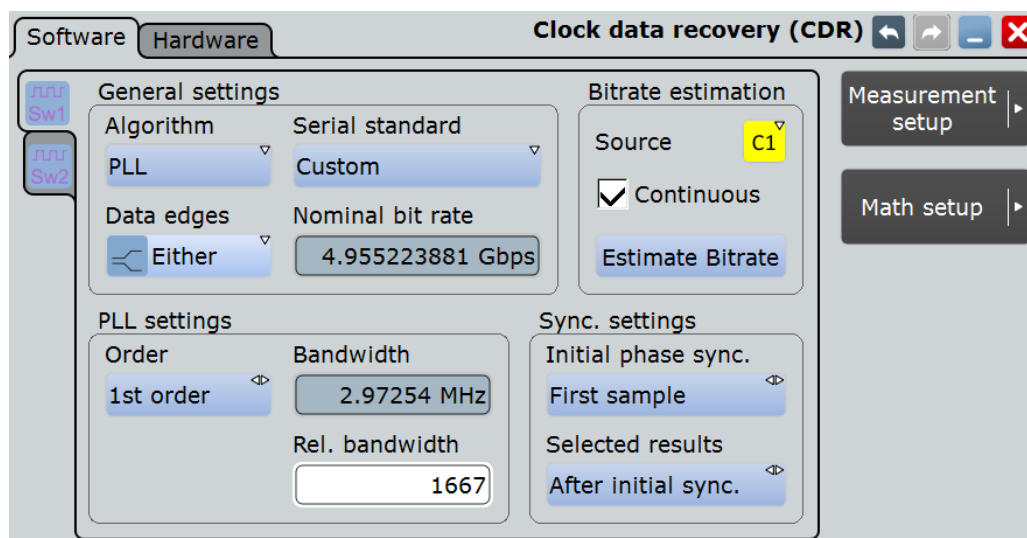 Software
Hardware
Clock data recovery (CDR)
Sw1
Sw2
General settings
Algorithm
PLL
Serial standard
Custom
Data edges
Either
Nominal bit rate
4.955223881 Gbps
Bitrate estimation
Source
C1
Continuous
Estimate Bitrate
PLL settings
Order
1st order
Bandwidth
2.97254 MHz
Rel. bandwidth
1667
Sync. settings
Initial phase sync.
First sample
Selected results
After initial sync.
Measurement
setup
Math setup